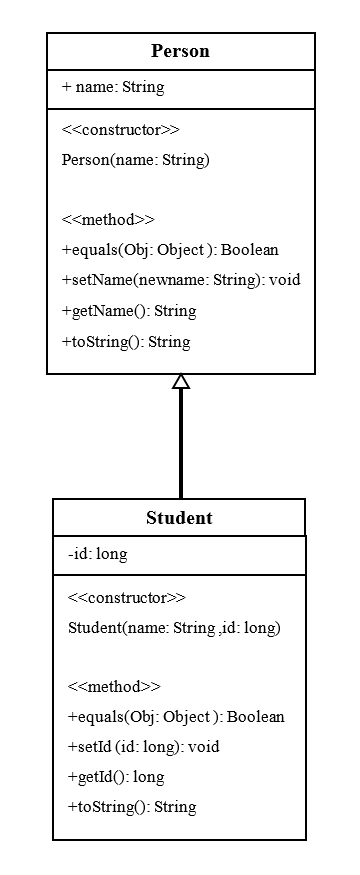 Person
+ name: String
<<constructor>>
Person(name: String)
<<method>>
+equals(Obj: Object ): Boolean
+setName(newname: String): void
+getName(): String
+toString(): String
Student
-id: long
<<constructor>>
Student(name: String ,id: long)
<<method>>
+equals(Obj: Object ): Boolean
+setId (id: long): void
+getId(): long
+toString(): String